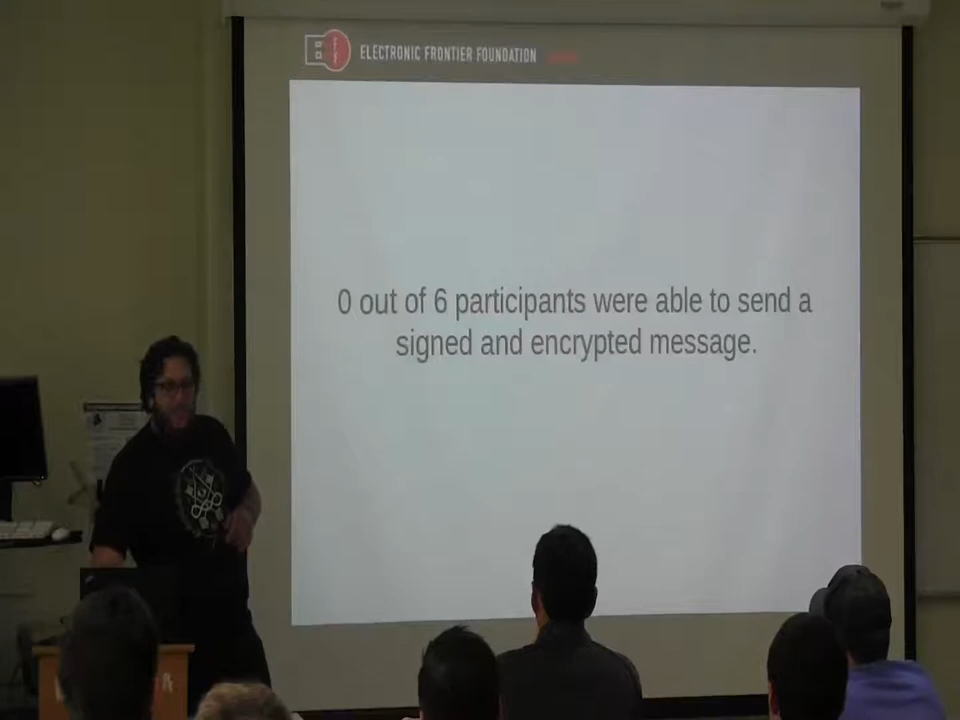 ELECTRONIC FRONTIER FOUNDATION
0 out of 6 participants were able to send a
signed and encrypted message.